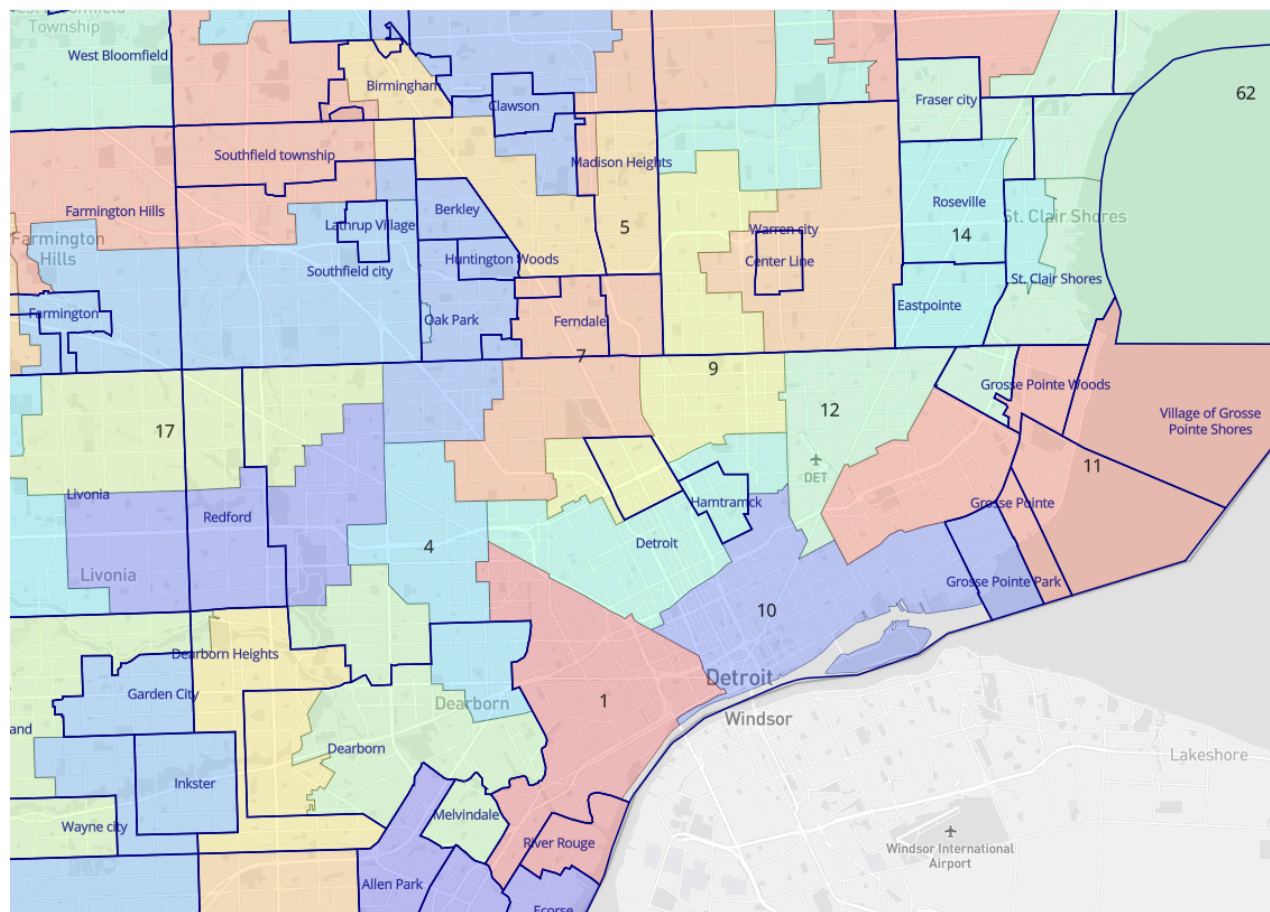 West Bloomfield
Township
West Bloomfield
62
Birmingham
Clawson
Fraser city
Southfield township
Madison Heights
Farmington Hills
Berkley
Roseville
Lathrup Village
5
Warren city
14
St. Clair Shores
Farmington
Hills
Huntington Woods
Center Line
Southfield city
St. Clair Shores
Eastpointe
Farmington
Oak Park
Ferndale
7
9
Grosse Pointe Woods
12
Village of Grosse
Pointe Shores
17
11
DET
Livonia
Hamtramck
Grosse Pointe
Redford
Detroit
4
Livonia
Grosse Pointe Park
10
Dearborn Heights
Detroit
Garden City
Dearborn
1
Windsor
and
Dearborn
Lakeshore
Inkster
Melvindale
Wayne city
River Rouge
Windsor International
Airport
Allen Park
Ecorse